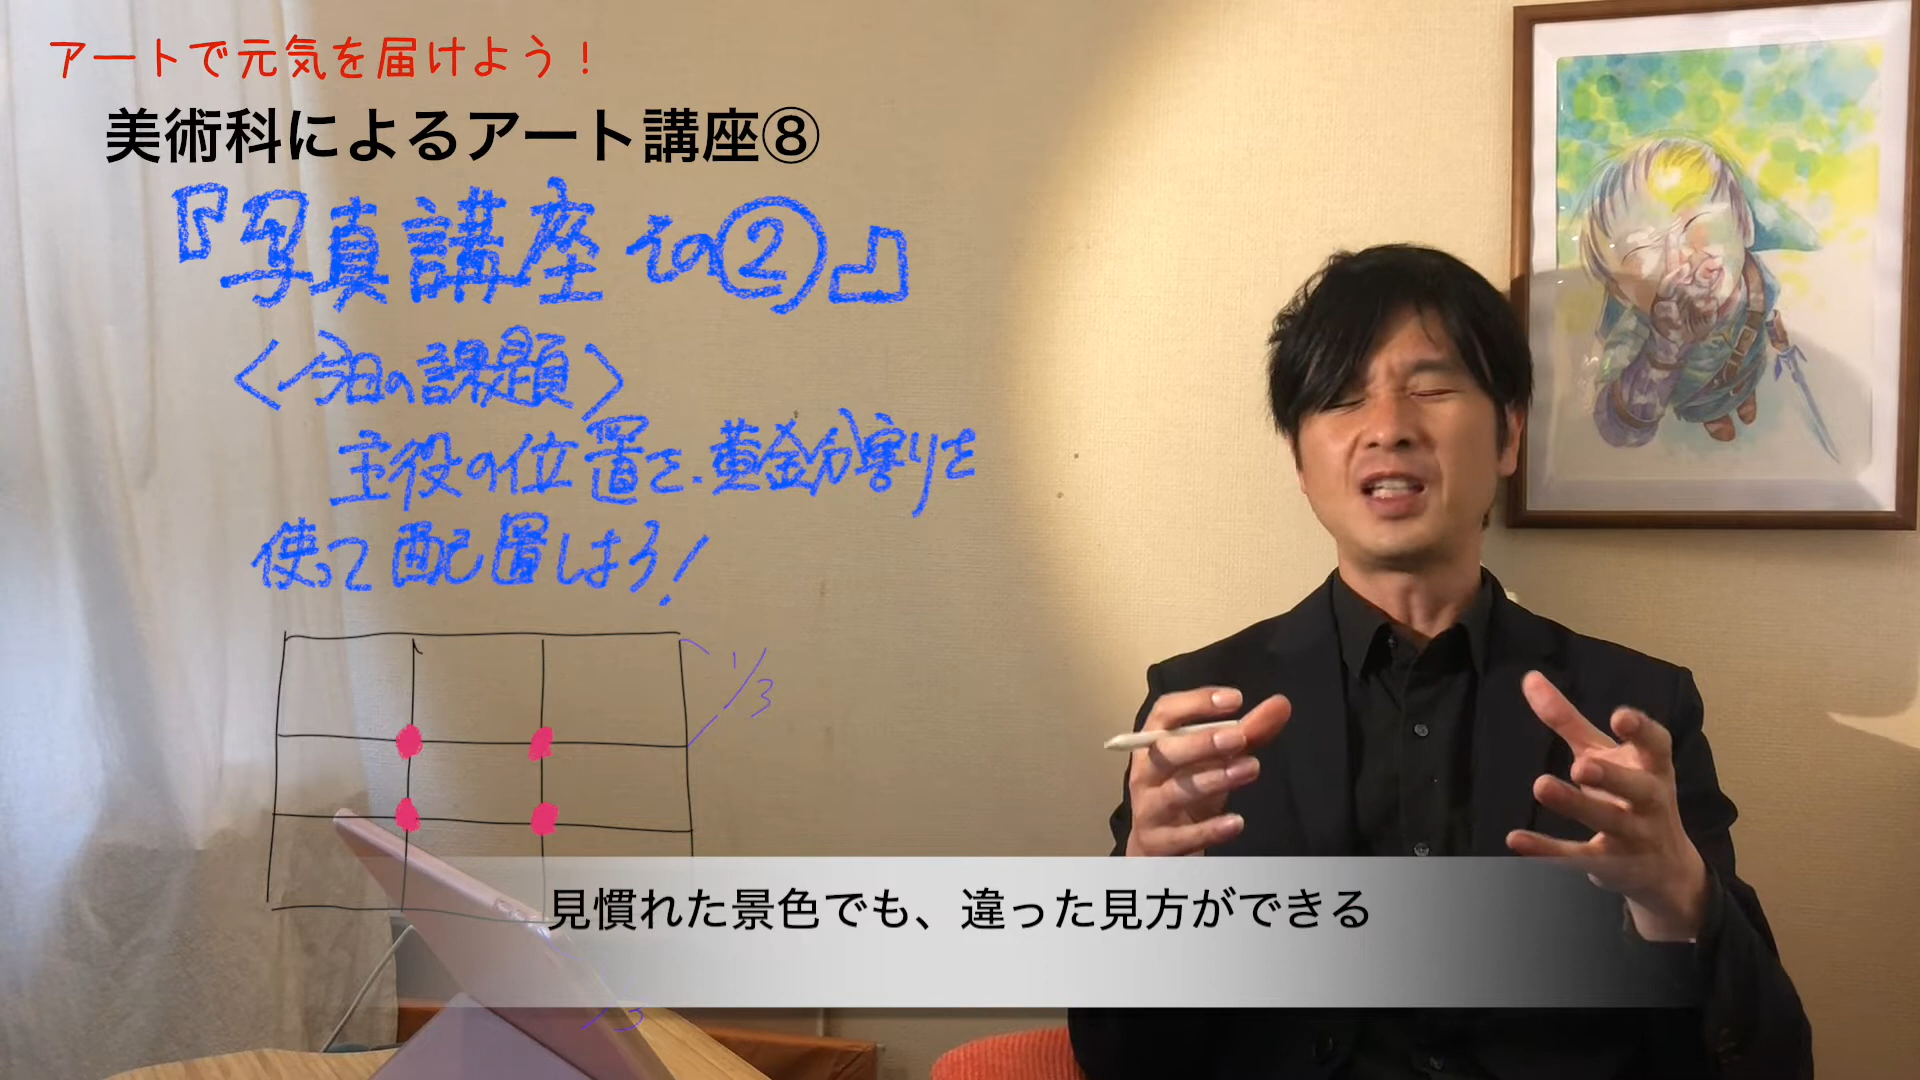 アートで元気を届けよう！
美術科によるアート講座⑧
『写真講座その②』
〈今日の課題〉
主役の位置を、黄金分割りを
使って配置しよう！
1/3
見慣れた景色でも、違った見方ができる